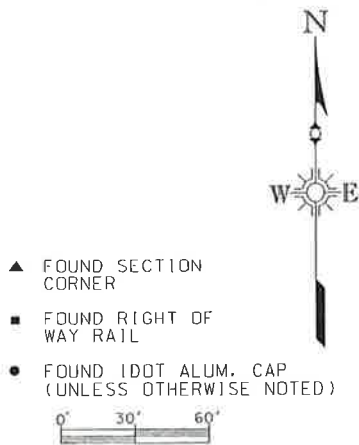 N
W E
▲ FOUND SECTION
CORNER
■ FOUND RIGHT OF
WAY RAIL
● FOUND IDOT ALUM. CAP
(UNLESS OTHERWISE NOTED)
0' 30' 60'